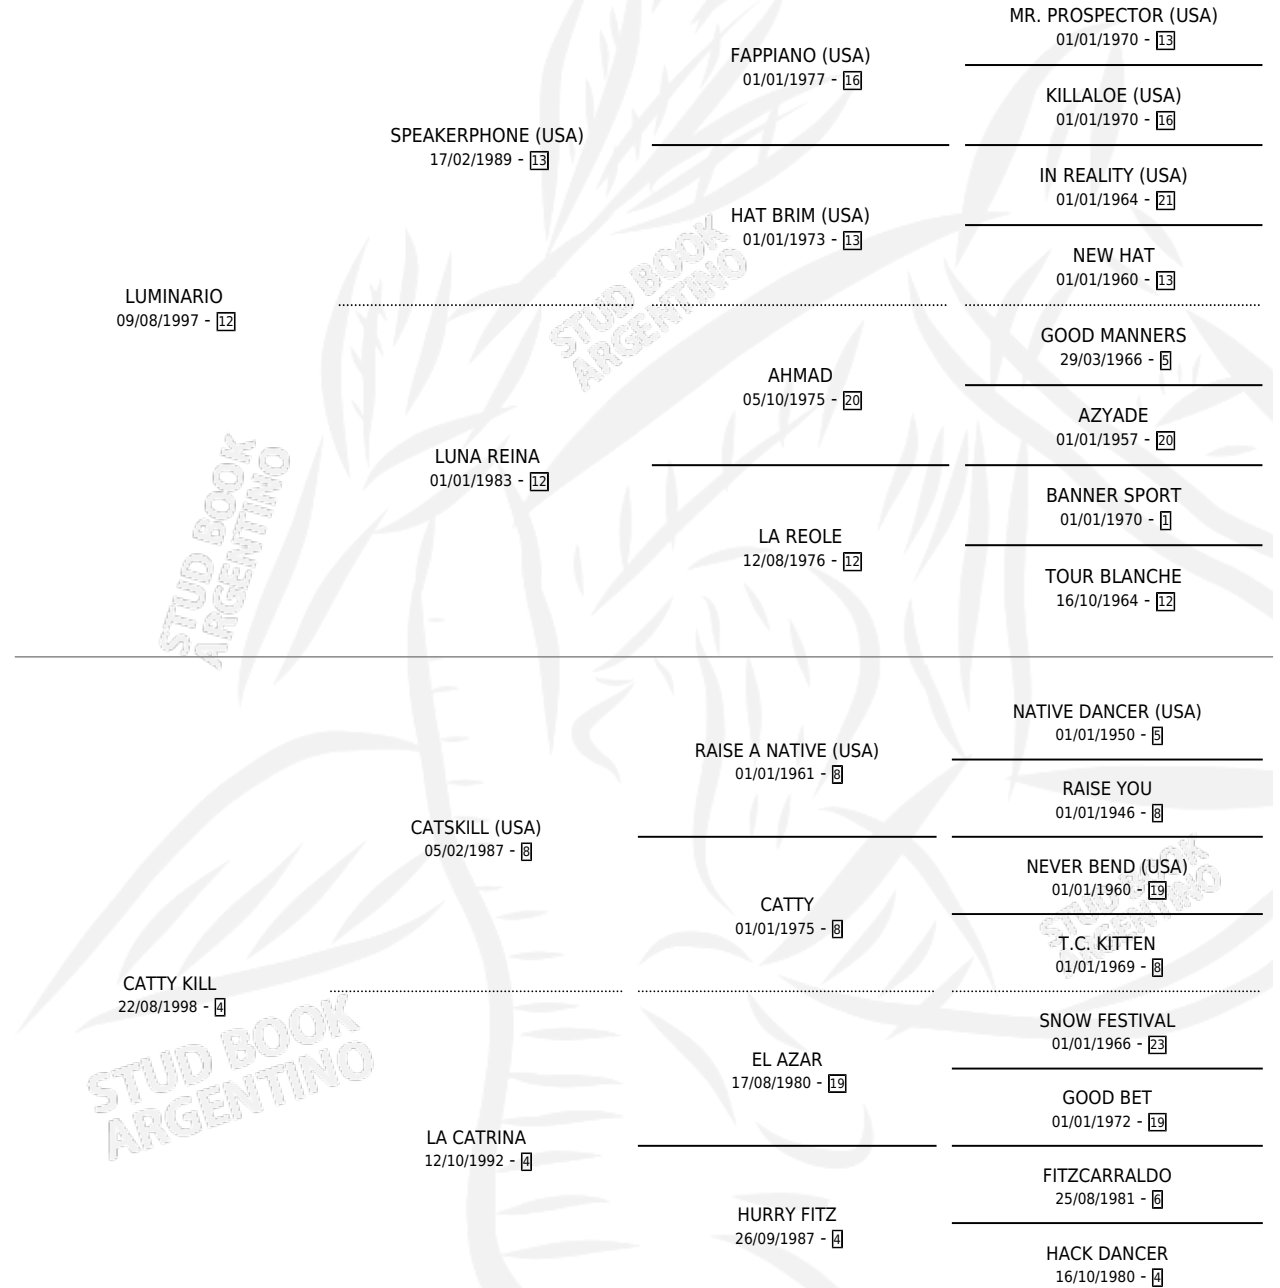 MR. PROSPECTOR (USA)
01/01/1970 - 13
FAPPIANO (USA)
01/01/1977 - 16
KILLALOE (USA)
01/01/1970 - 16
SPEAKERPHONE (USA)
17/02/1989 - 13
IN REALITY (USA)
01/01/1964 - 21
HAT BRIM (USA)
01/01/1973 - 13
NEW HAT
01/01/1960 - 13
LUMINARIO
09/08/1997 - 12
GOOD MANNERS
29/03/1966 - 5
AHMAD
05/10/1975 - 20
AZYADE
01/01/1957 - 20
LUNA REINA
01/01/1983 - 12
BANNER SPORT
01/01/1970 - 1
LA REOLE
12/08/1976 - 12
TOUR BLANCHE
16/10/1964 - 12
STUD BOOK
ARGENTINO
STUD BOOK
ARGENTINO
NATIVE DANCER (USA)
01/01/1950 - 5
RAISE A NATIVE (USA)
01/01/1961 - 8
RAISE YOU
01/01/1946 - 8
CATSKILL (USA)
05/02/1987 - 8
NEVER BEND (USA)
01/01/1960 - 19
CATTY
01/01/1975 - 8
T.C. KITTEN
01/01/1969 - 8
CATTY KILL
22/08/1998 - 4
SNOW FESTIVAL
01/01/1966 - 23
EL AZAR
17/08/1980 - 19
GOOD BET
01/01/1972 - 19
LA CATRINA
12/10/1992 - 4
FITZCARRALDO
25/08/1981 - 6
HURRY FITZ
26/09/1987 - 4
HACK DANCER
16/10/1980 - 4
STUD BOOK
ARGENTINO
STUD BOOK
ARGENTINO